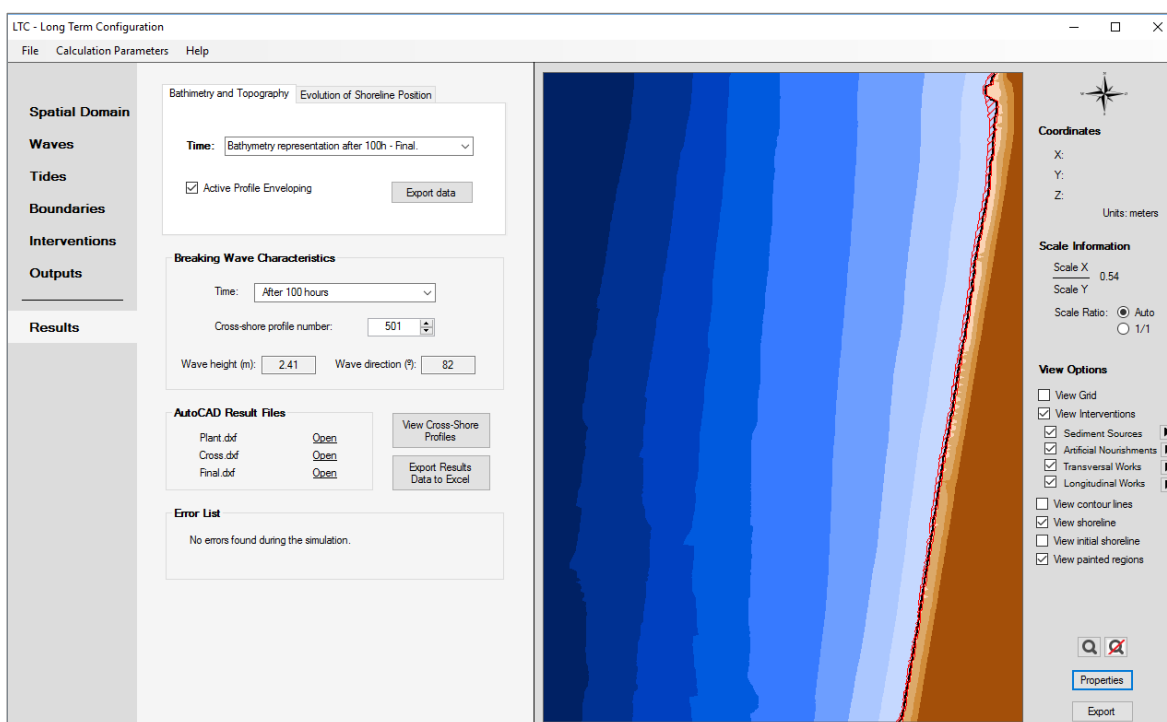 LTC - Long Term Configuration
File Calculation Parameters Help
Spatial Domain
Waves
Tides
Boundaries
Interventions
Outputs
Results
Bathimetry and Topography Evolution of Shoreline Position
Time: Bathymetry representation after 100h - Final.
Active Profile Enveloping
Export data
Breaking Wave Characteristics
Time: After 100 hours
Cross-shore profile number: 501
Wave height (m): 2.41 Wave direction (º): 82
AutoCAD Result Files
Plant.dxf Open
Cross.dxf Open
Final.dxf Open
View Cross-Shore
Profiles
Export Results
Data to Excel
Error List
No errors found during the simulation.
Coordinates
X:
Y:
Z:
Units: meters
Scale Information
Scale X
Scale Y
0.54
Scale Ratio: Auto
1/1
View Options
View Grid
View Interventions
Sediment Sources
Artificial Nourishments
Transversal Works
Longitudinal Works
View contour lines
View shoreline
View initial shoreline
View painted regions
Properties
Export